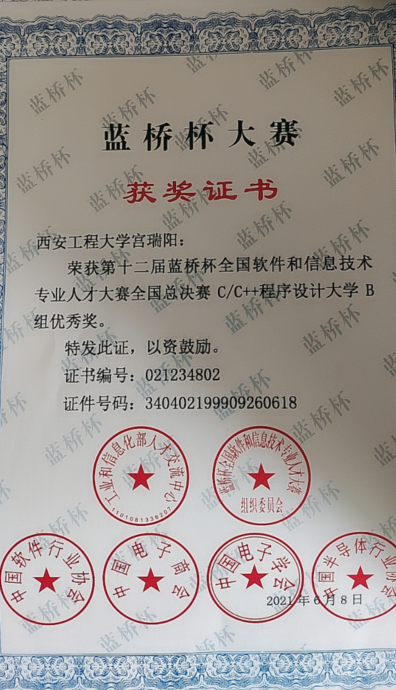 蓝桥杯大赛
获奖证书
西安工程大学宫瑞阳：
荣获第十二届蓝桥杯全国软件和信息技术
专业人才大赛全国总决赛 C/C++程序设计大学 B
组优秀奖。
特发此证，以资鼓励。
证书编号：021234802
证件号码：340402199909260618
工业和信息化部人才交流中心
1101081338207
蓝桥杯全国软件和信息技术专业人才大赛
组织委员会
中国软件行业协会
中国电子商会
中国电子学会
中国半导体行业协会
2021 年 6 月 8 日